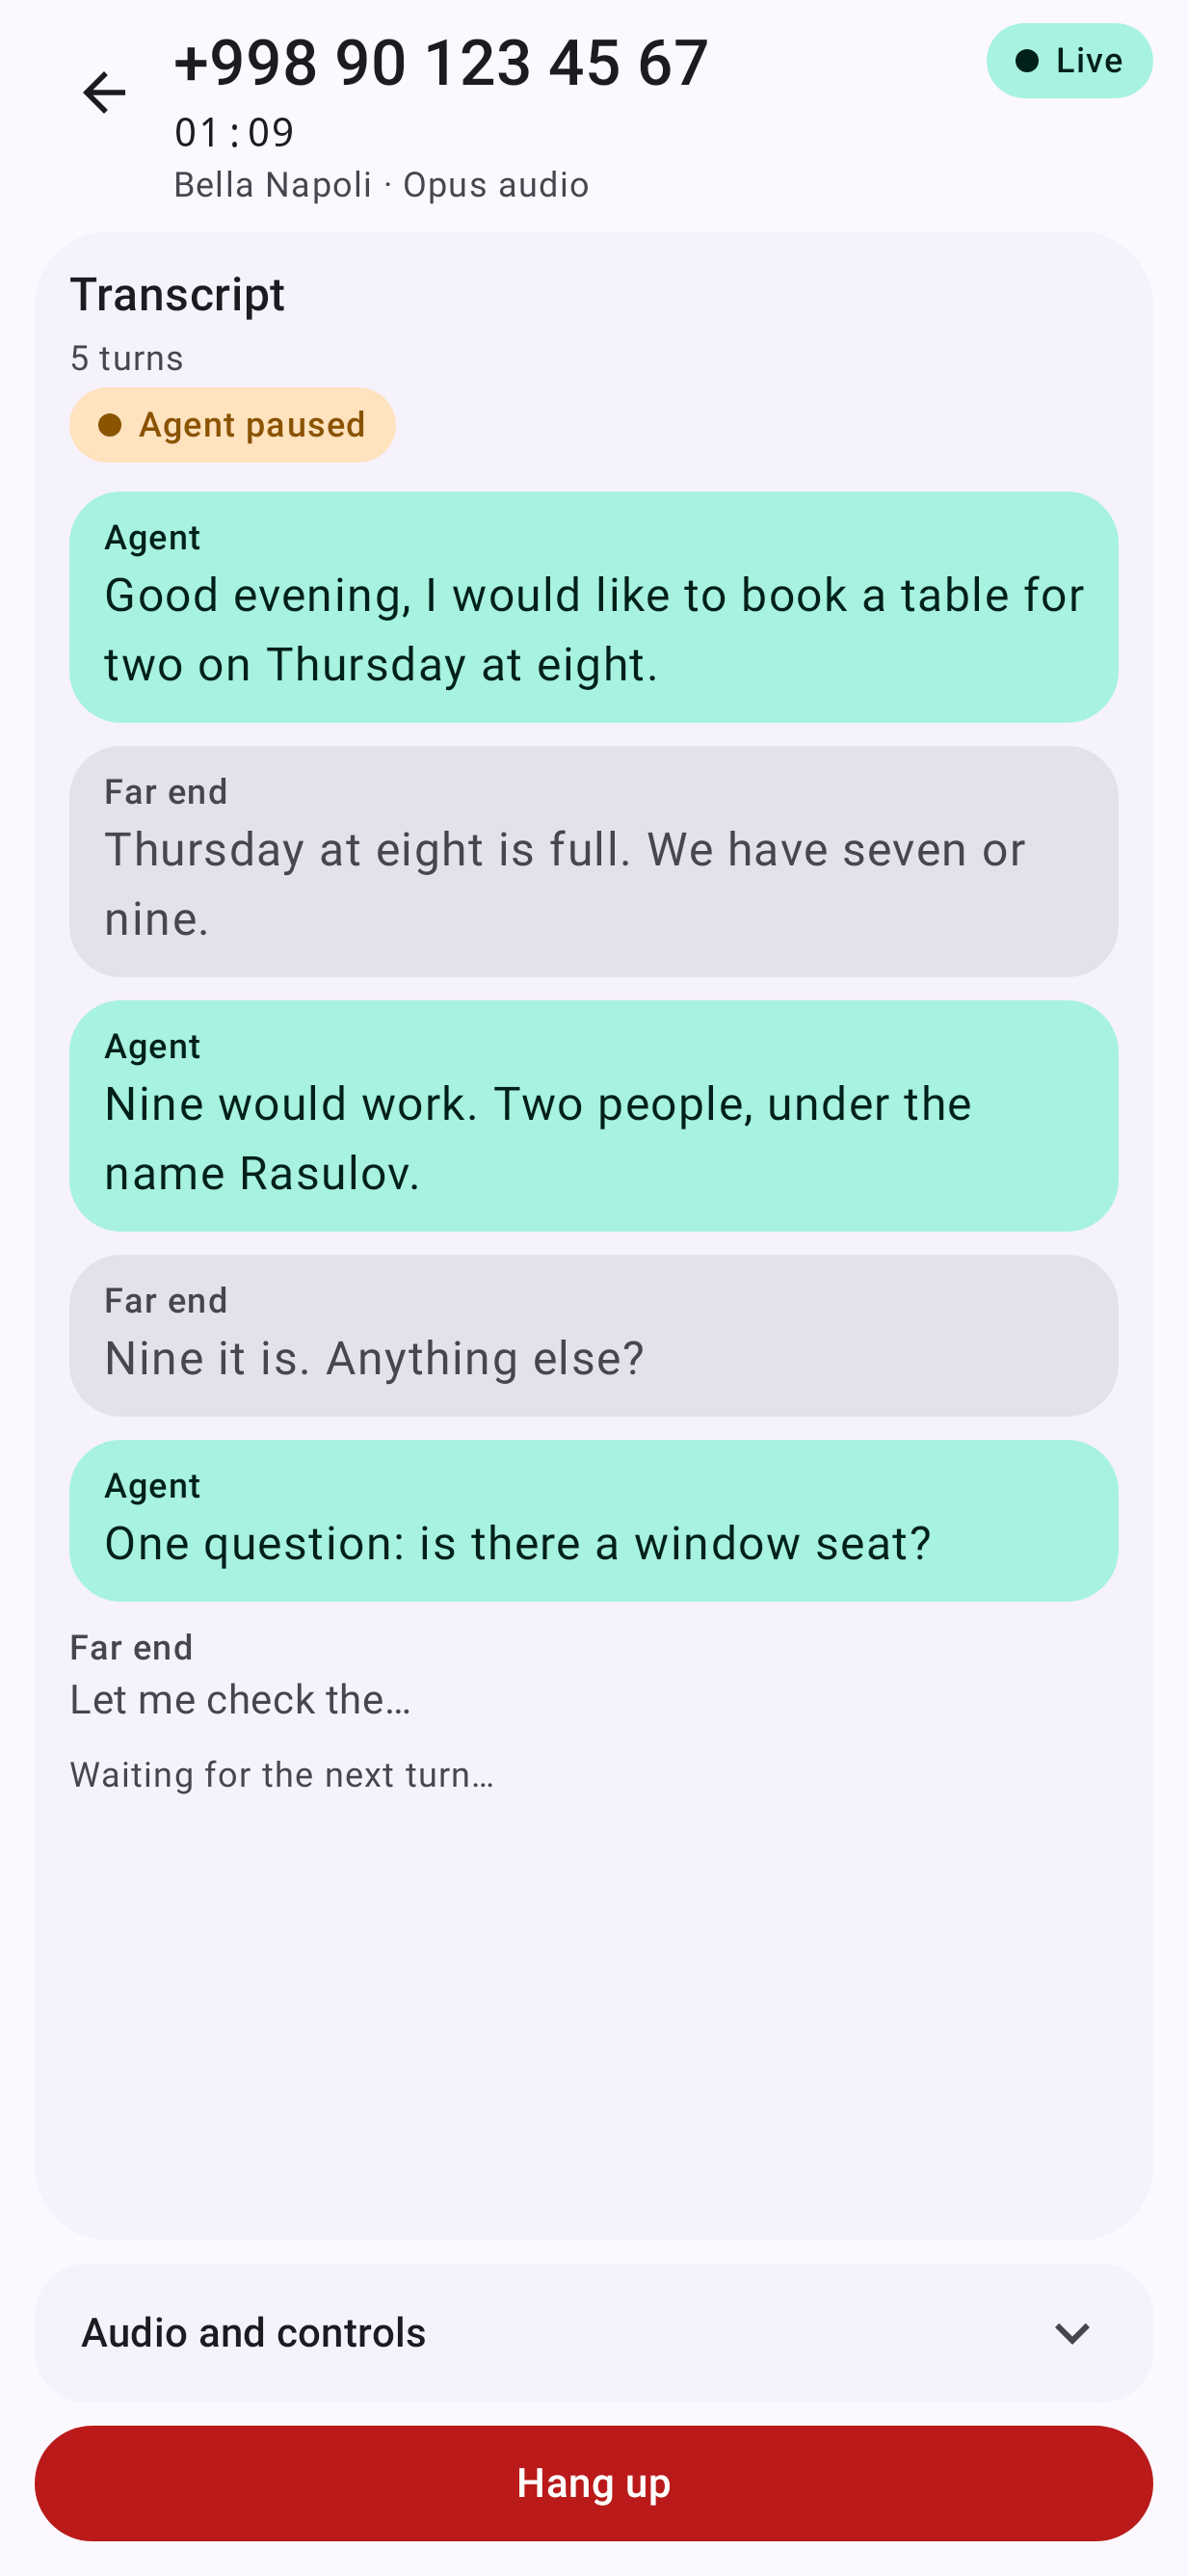 +998 90 123 45 67
Live
01:09
Bella Napoli · Opus audio
Transcript
5 turns
Agent paused
Agent
Good evening, I would like to book a table for
two on Thursday at eight.
Far end
Thursday at eight is full. We have seven or
nine.
Agent
Nine would work. Two people, under the
name Rasulov.
Far end
Nine it is. Anything else?
Agent
One question: is there a window seat?
Far end
Let me check the…
Waiting for the next turn…
Audio and controls
Hang up